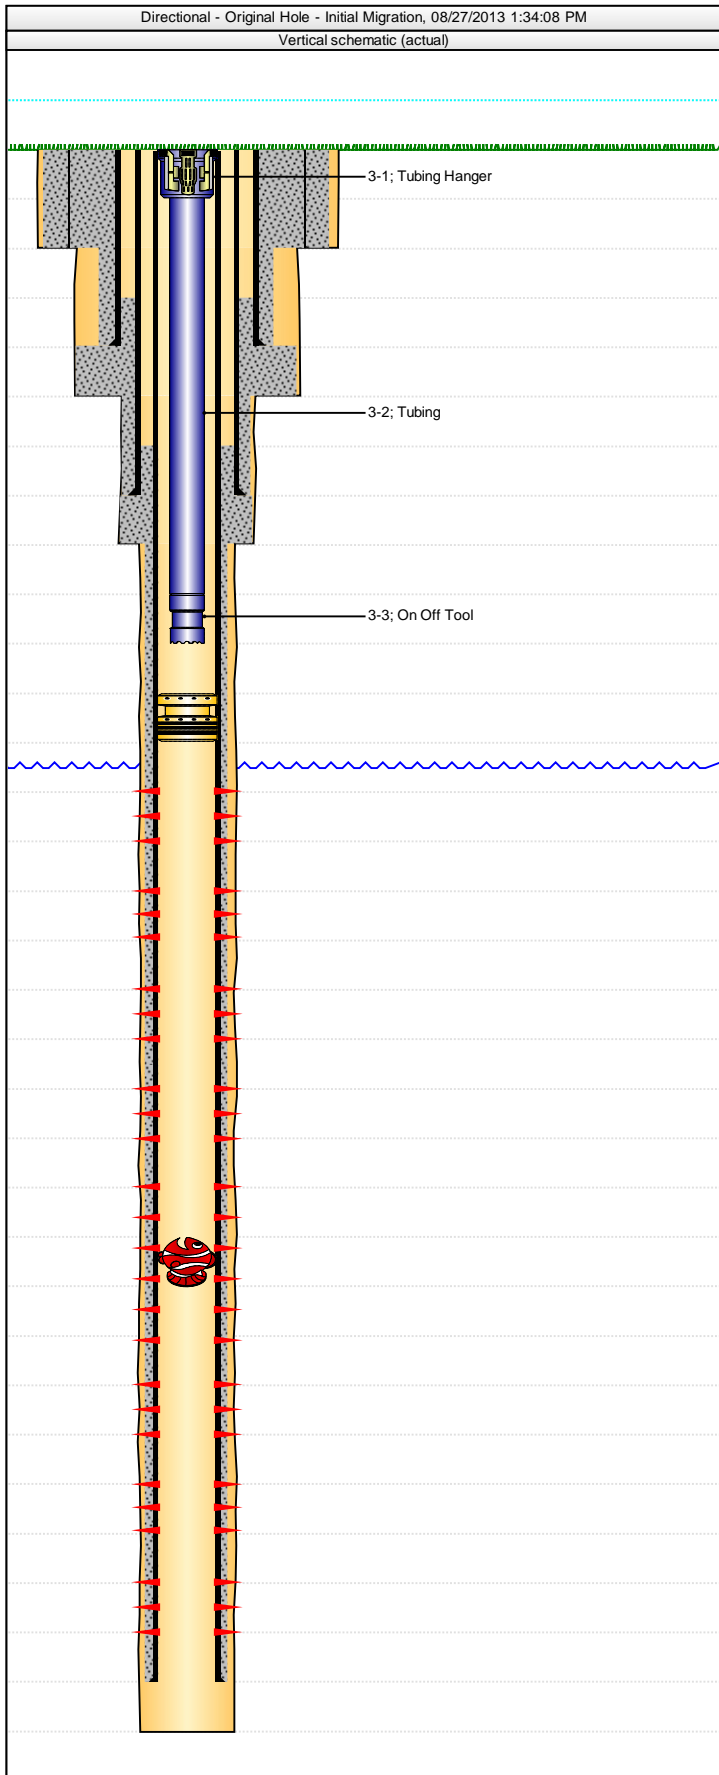 Directional - Original Hole - Initial Migration, 08/27/2013 1:34:08 PM
Vertical schematic (actual)
3-1; Tubing Hanger
3-2; Tubing
3-3; On Off Tool